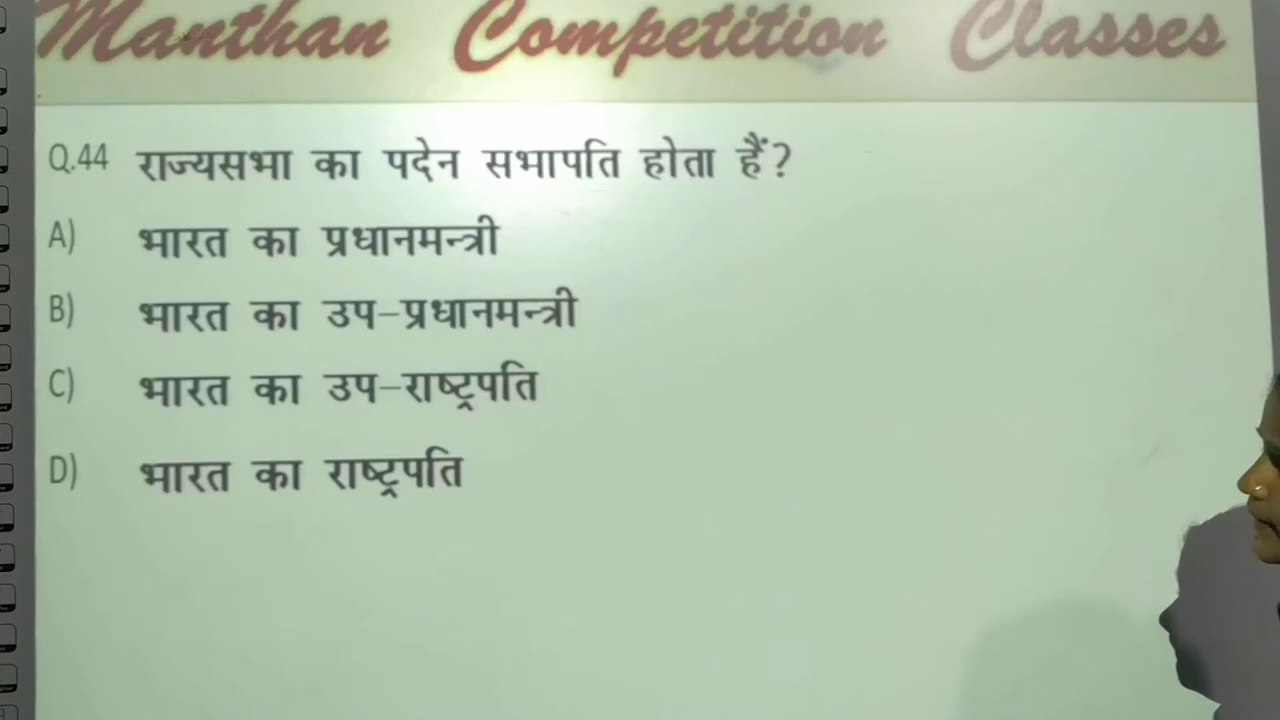 Manthan Competition Classes
Q.44 राज्यसभा का पदेन सभापति होता हैं?
A) भारत का प्रधानमन्त्री
B) भारत का उप-प्रधानमन्त्री
C) भारत का उप-राष्ट्रपति
D) भारत का राष्ट्रपति